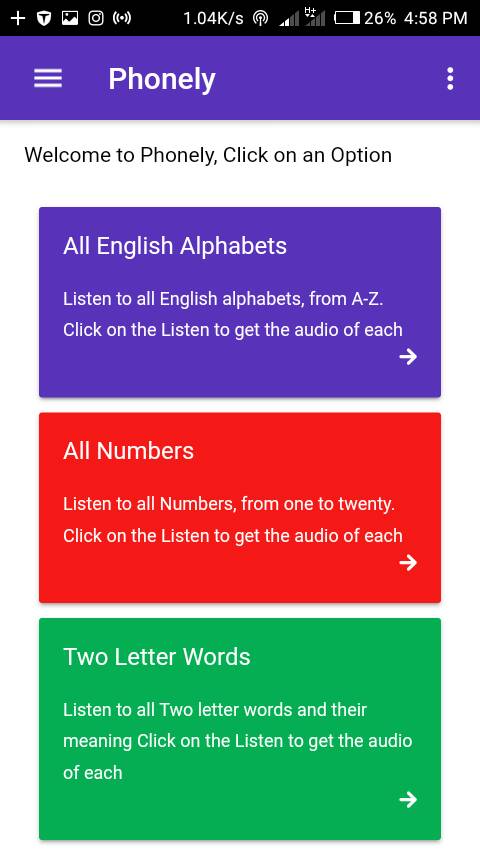 1.04K/s H+ 26% 4:58 PM
Phonely
Welcome to Phonely, Click on an Option
All English Alphabets
Listen to all English alphabets, from A-Z.
Click on the Listen to get the audio of each
All Numbers
Listen to all Numbers, from one to twenty.
Click on the Listen to get the audio of each
Two Letter Words
Listen to all Two letter words and their
meaning Click on the Listen to get the audio
of each